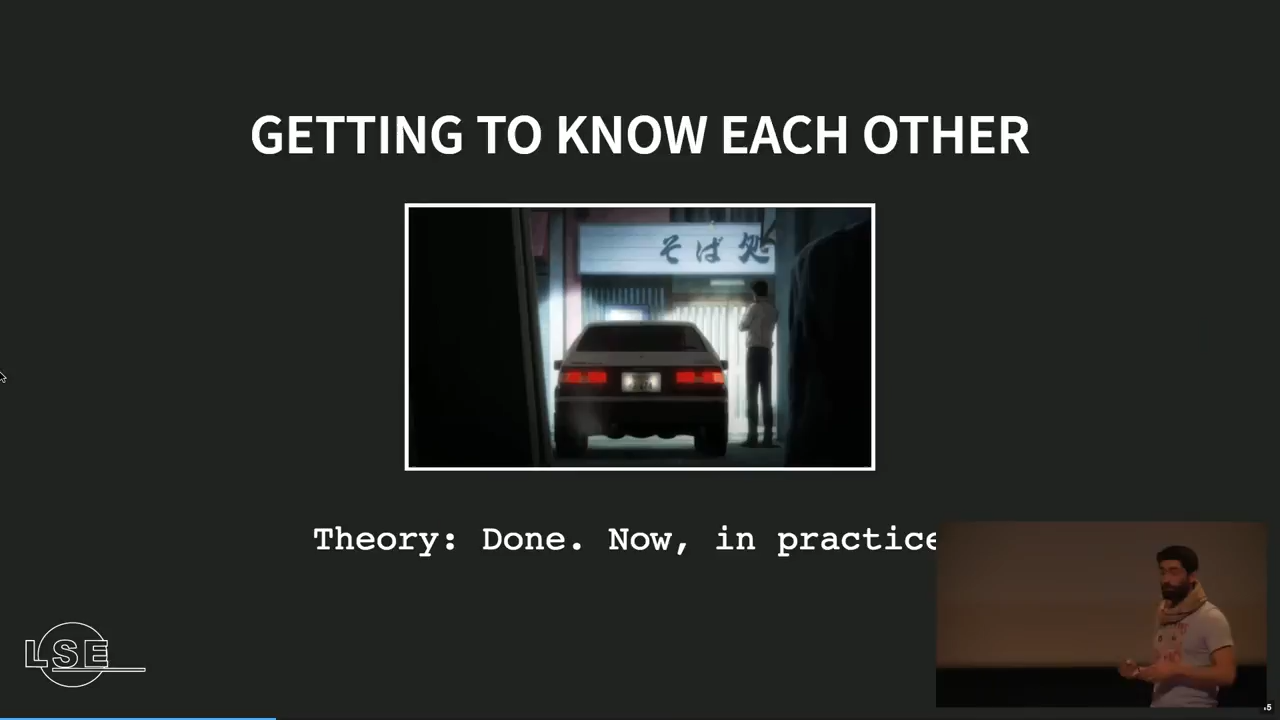 GETTING TO KNOW EACH OTHER
そば処
Theory: Done. Now, in practice
LSE